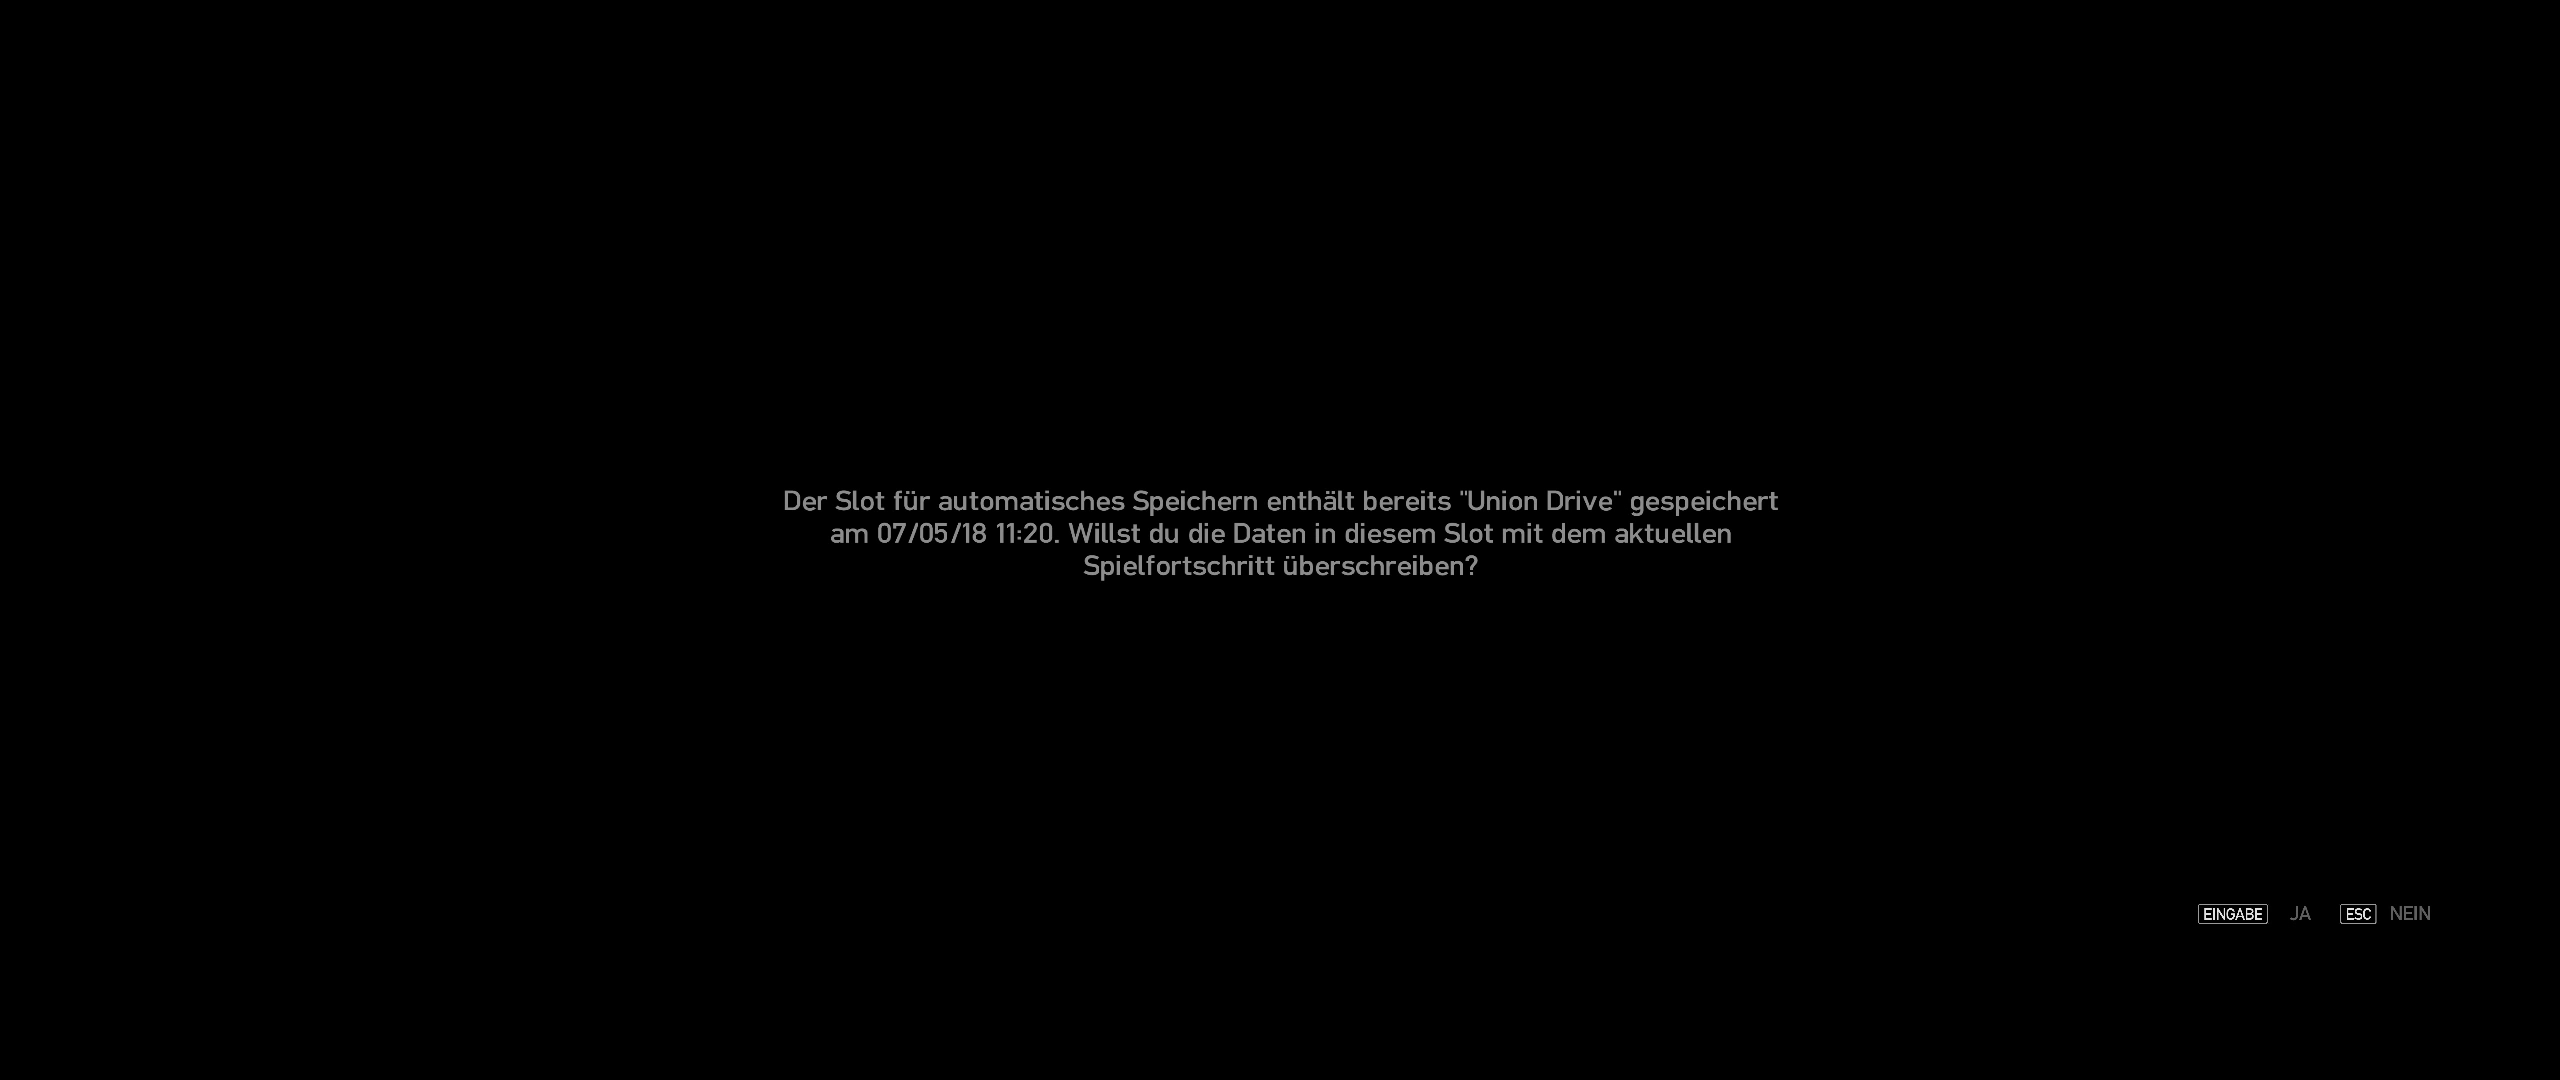 Der Slot für automatisches Speichern enthält bereits "Union Drive" gespeichert
am 07/05/18 11:20. Willst du die Daten in diesem Slot mit dem aktuellen
Spielfortschritt überschreiben?
EINGABE JA ESC NEIN